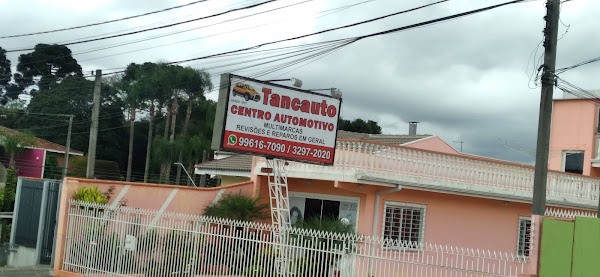 Tancauto
CENTRO AUTOMOTIVO
MULTIMARCAS
REVISÕES E REPAROS EM GERAL
99616-7090 / 3297-2020